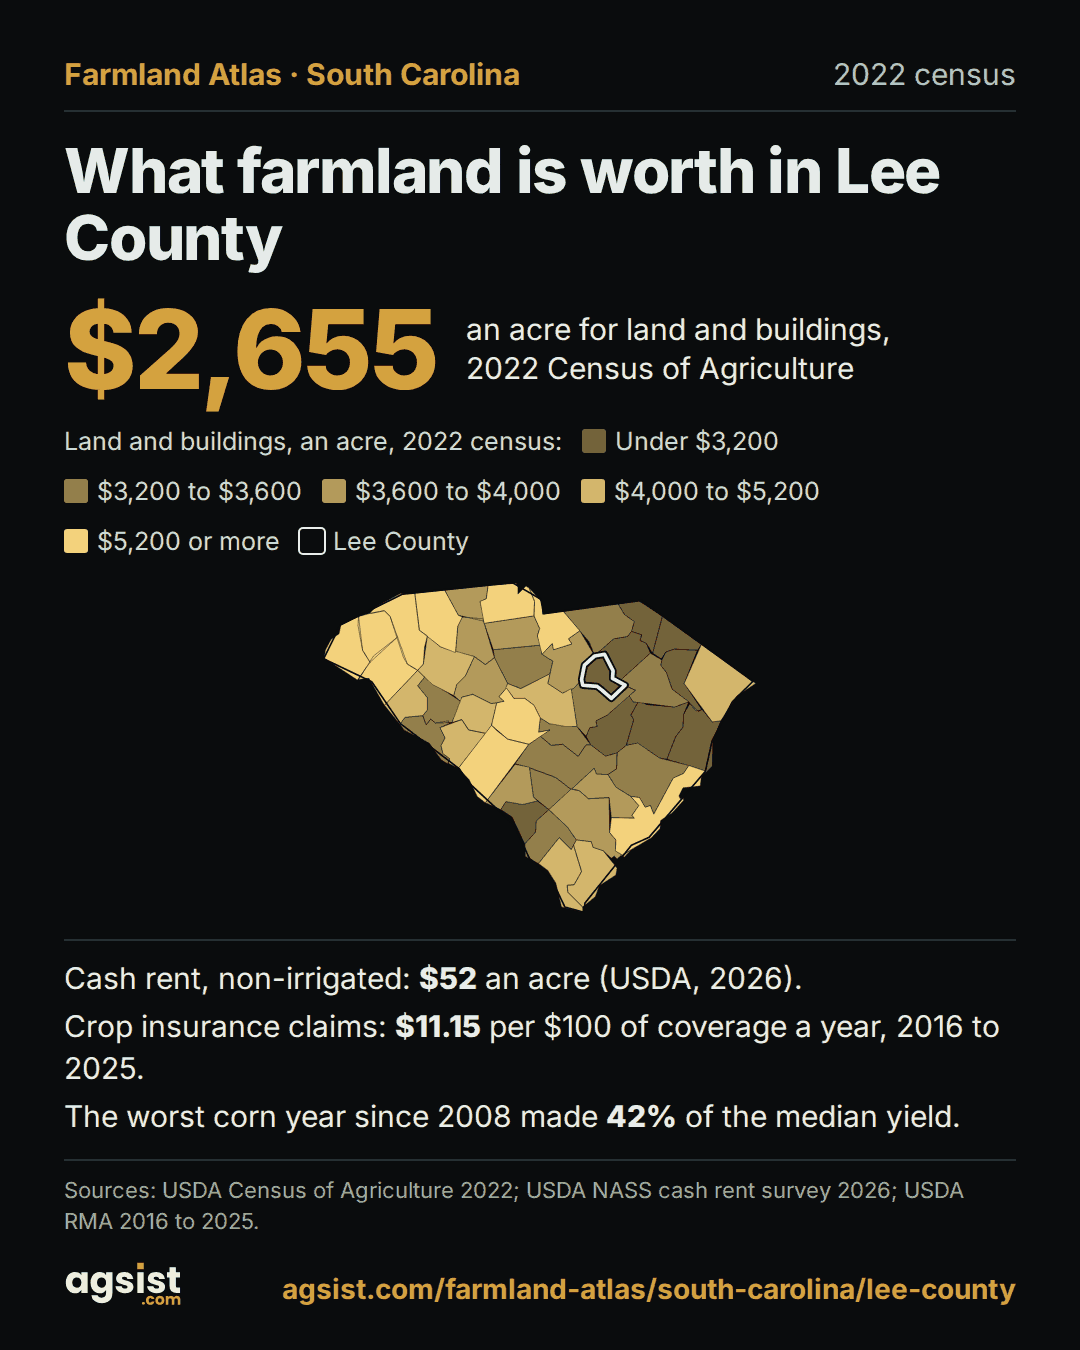 Farmland Atlas · South Carolina
2022 census
What farmland is worth in Lee
County
$2,655
an acre for land and buildings,
2022 Census of Agriculture
Land and buildings, an acre, 2022 census: Under $3,200
$3,200 to $3,600 $3,600 to $4,000 $4,000 to $5,200
$5,200 or more Lee County
Cash rent, non-irrigated: $52 an acre (USDA, 2026).
Crop insurance claims: $11.15 per $100 of coverage a year, 2016 to
2025.
The worst corn year since 2008 made 42% of the median yield.
Sources: USDA Census of Agriculture 2022; USDA NASS cash rent survey 2026; USDA
RMA 2016 to 2025.
agsist
.com
agsist.com/farmland-atlas/south-carolina/lee-county